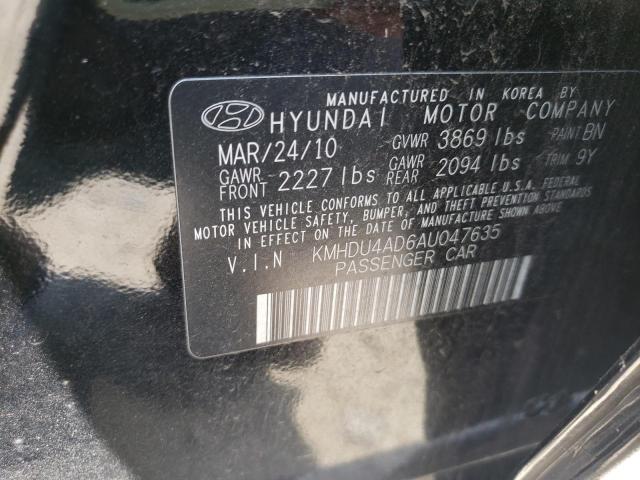 MANUFACTURED IN KOREA BY
HYUNDAI MOTOR COMPANY
MAR/24/10 GVWR 3869 lbs PAINT BN
GAWR FRONT 2227 lbs GAWR REAR 2094 lbs TRIM 9Y
THIS VEHICLE CONFORMS TO ALL APPLICABLE U.S.A. FEDERAL
MOTOR VEHICLE SAFETY, BUMPER, AND THEFT PREVENTION
STANDARDS IN EFFECT ON THE DATE OF MANUFACTURE SHOWN ABOVE.
V.I.N KMHDU4AD6AU047635
PASSENGER CAR